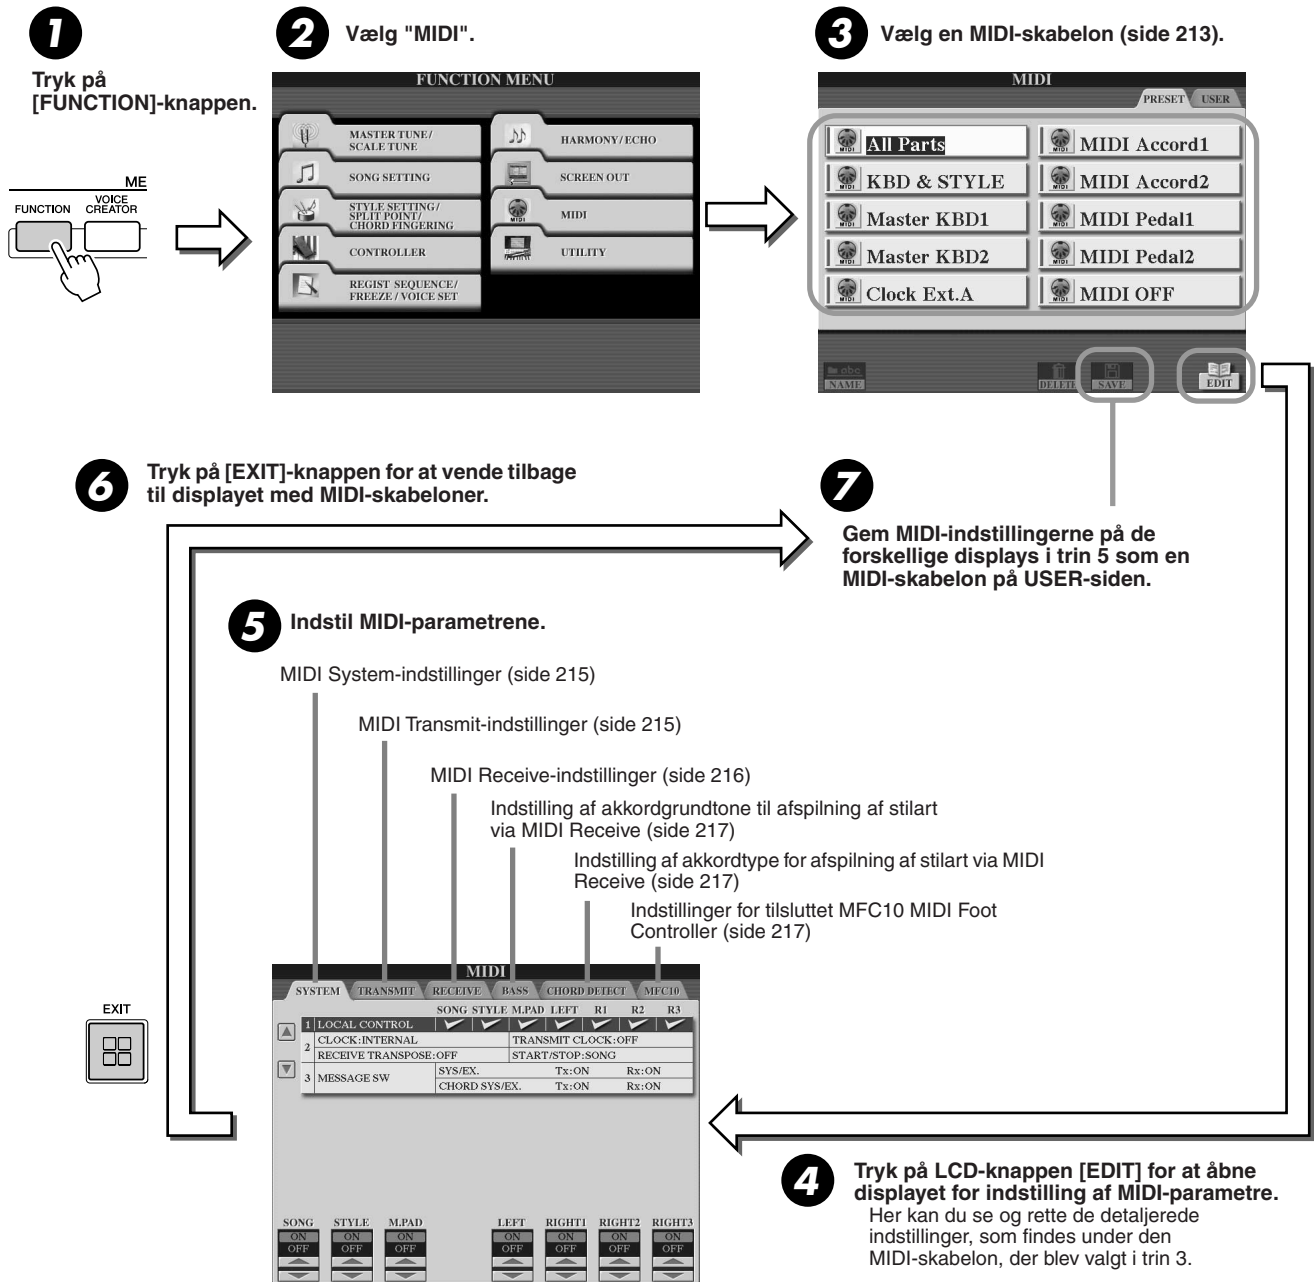 1
Tryk på
[FUNCTION]-knappen.
ME
FUNCTION
VOICE
CREATOR
2
Vælg "MIDI".
FUNCTION MENU
MASTER TUNE/
SCALE TUNE
SONG SETTING
STYLE SETTING/
SPLIT POINT/
CHORD FINGERING
CONTROLLER
REGIST SEQUENCE/
FREEZE / VOICE SET
HARMONY/ECHO
SCREEN OUT
MIDI
UTILITY
3
Vælg en MIDI-skabelon (side 213).
MIDI
PRESET USER
All Parts
KBD & STYLE
Master KBD1
Master KBD2
Clock Ext.A
MIDI Accord1
MIDI Accord2
MIDI Pedal1
MIDI Pedal2
MIDI OFF
abc
NAME
DELETE
SAVE
EDIT
6
Tryk på [EXIT]-knappen for at vende tilbage
til displayet med MIDI-skabeloner.
7
Gem MIDI-indstillingerne på de
forskellige displays i trin 5 som en
MIDI-skabelon på USER-siden.
5
Indstil MIDI-parametrene.
MIDI System-indstillinger (side 215)
MIDI Transmit-indstillinger (side 215)
MIDI Receive-indstillinger (side 216)
Indstilling af akkordgrundtone til afspilning af stilart
via MIDI Receive (side 217)
Indstilling af akkordtype for afspilning af stilart via MIDI
Receive (side 217)
Indstillinger for tilsluttet MFC10 MIDI Foot
Controller (side 217)
MIDI
SYSTEM TRANSMIT RECEIVE BASS CHORD DETECT MFC10
SONG STYLE M.PAD LEFT R1 R2 R3
1 LOCAL CONTROL
2 CLOCK:INTERNAL TRANSMIT CLOCK:OFF
RECEIVE TRANSPOSE:OFF START/STOP:SONG
3 MESSAGE SW SYS/EX. Tx:ON Rx:ON
CHORD SYS/EX. Tx:ON Rx:ON
SONG STYLE M.PAD LEFT RIGHT1 RIGHT2 RIGHT3
ON ON ON ON ON ON ON
OFF OFF OFF OFF OFF OFF OFF
EXIT
4
Tryk på LCD-knappen [EDIT] for at åbne
displayet for indstilling af MIDI-parametre.
Her kan du se og rette de detaljerede
indstillinger, som findes under den
MIDI-skabelon, der blev valgt i trin 3.